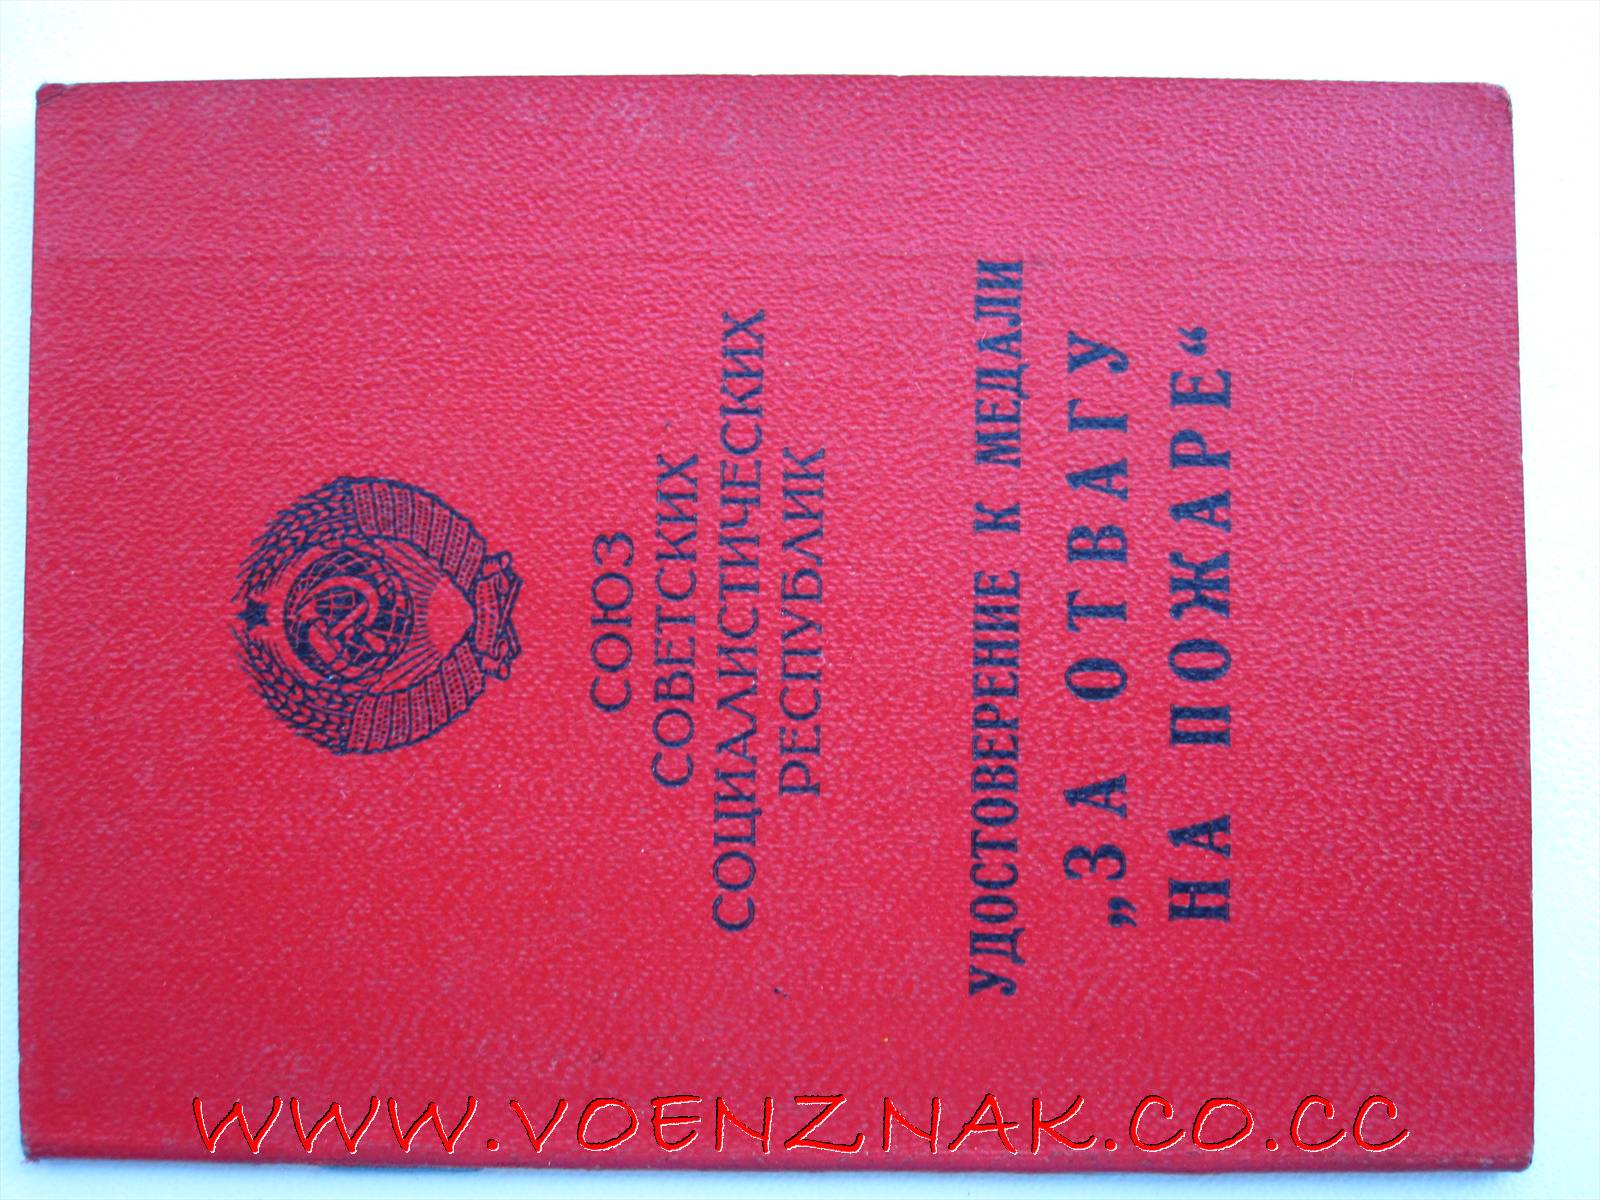 СОЮЗ
СОВЕТСКИХ
СОЦИАЛИСТИЧЕСКИХ
РЕСПУБЛИК
УДОСТОВЕРЕНИЕ К МЕДАЛИ
„ЗА ОТВАГУ
НА ПОЖАРЕ“
WWW.VOENZNAK.CO.CC